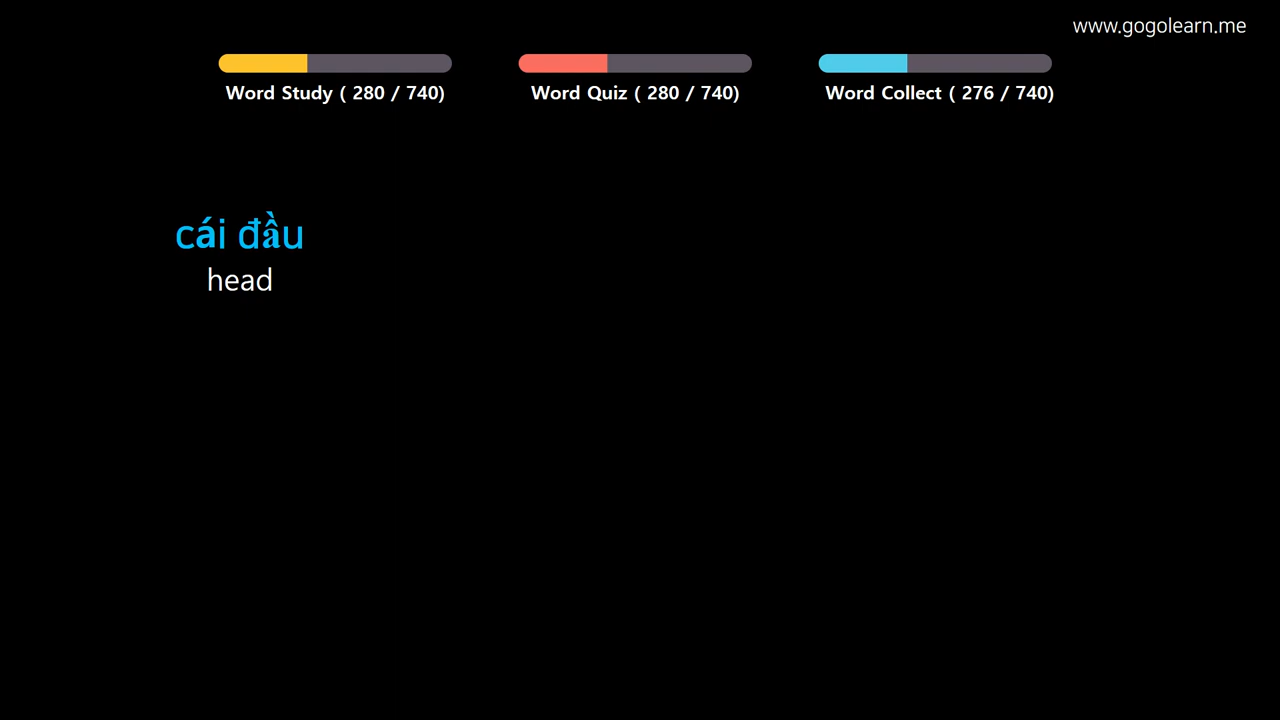 www.gogolearn.me
Word Study ( 280 / 740)
Word Quiz ( 280 / 740)
Word Collect ( 276 / 740)
cái đầu
head